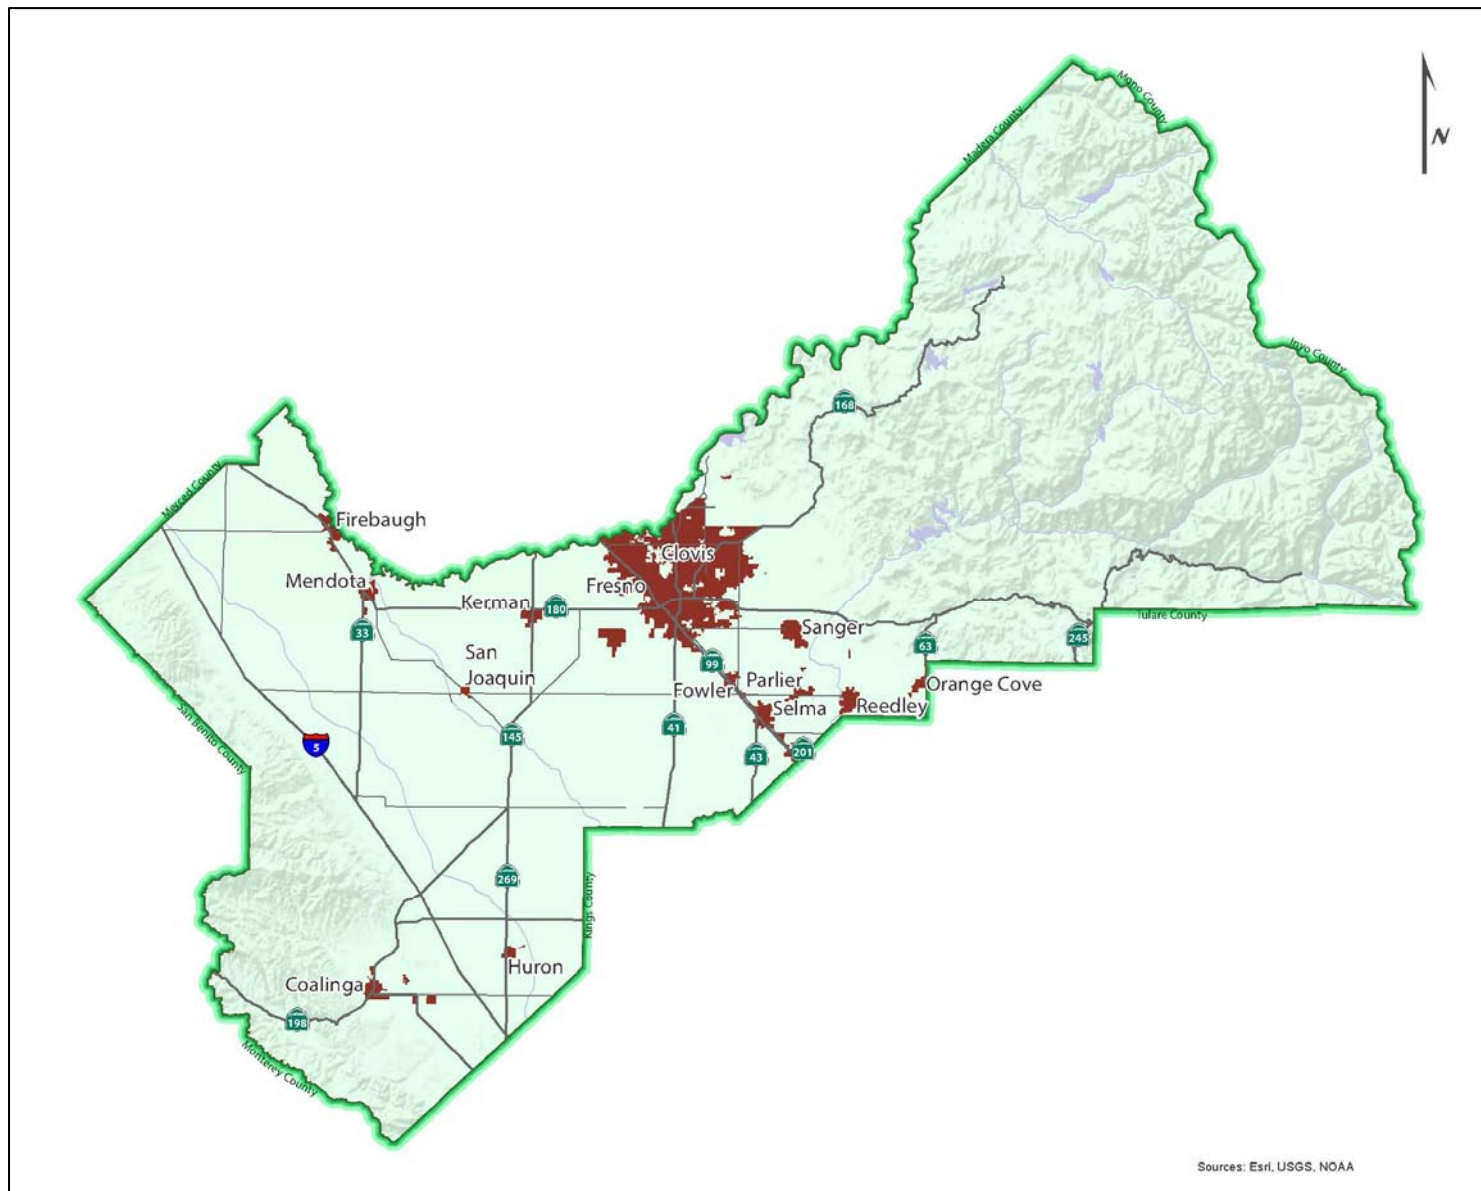 Mono County
Madera County
N
Inyo County
168
Merced County
Firebaugh
Clovis
Mendota
Fresno
Kerman
180
Tulare County
33
Sanger
245
63
San
Joaquin
99
Parlier
Orange Cove
Fowler
Selma
Reedley
San Benito County
41
145
5
43
201
269
Kings County
Huron
Coalinga
198
Monterey County
Sources: Esri, USGS, NOAA